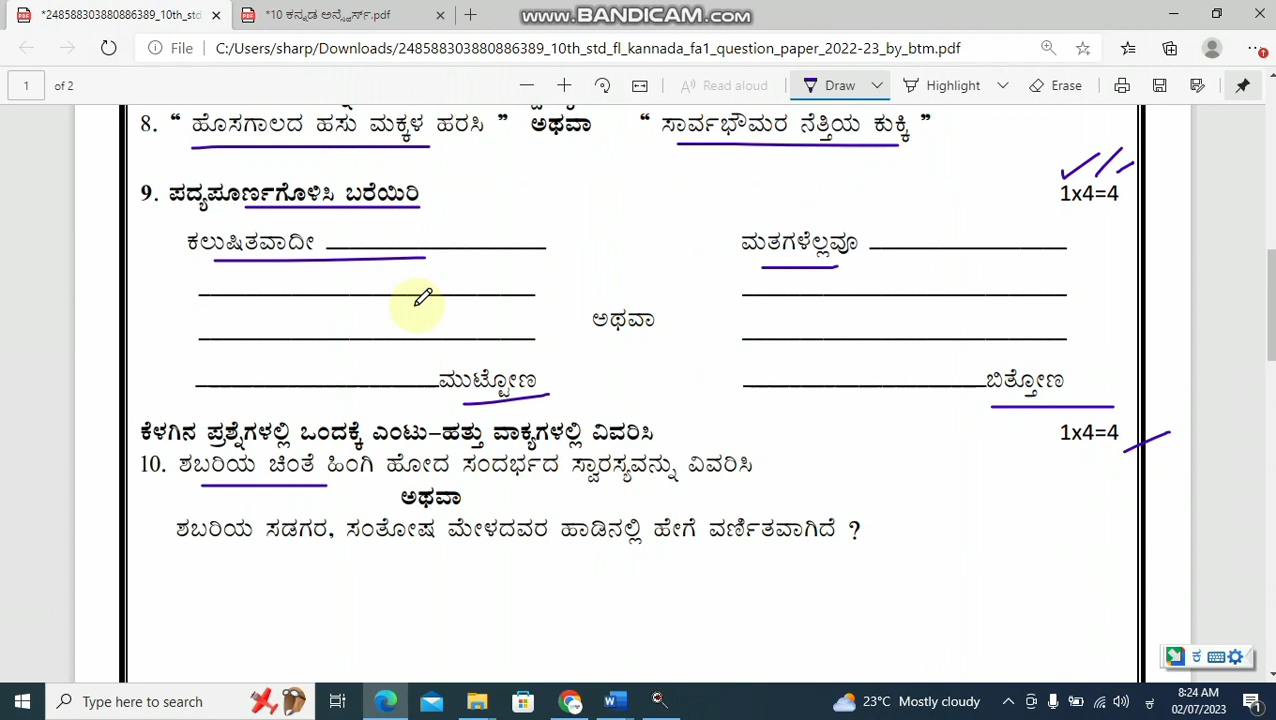 *248588303880886389_10th_std
*10 ಕನ್ನಡ ಅನ್ಸೈರ್ಸ್.pdf
www.BANDICAM.com
File C:/Users/sharp/Downloads/248588303880886389_10th_std_fl_kannada_fa1_question_paper_2022-23_by_btm.pdf
1 of 2
Read aloud Draw Highlight Erase
8. “ ಹೊಸಗಾಲದ ಹಸು ಮಕ್ಕಳ ಹರಸಿ ” ಅಥವಾ “ ಸಾರ್ವಭೌಮರ ನೆತ್ತಿಯ ಕುಕ್ಕಿ ”
9. ಪದ್ಯಪೂರ್ಣಗೊಳಿಸಿ ಬರೆಯಿರಿ 1x4=4
ಕಲುಷಿತವಾದೀ ಮತಗಳೆಲ್ಲವೂ
ಅಥವಾ
ಮುಟ್ಟೋಣ ಬಿತ್ತೋಣ
ಕೆಳಗಿನ ಪ್ರಶ್ನೆಗಳಲ್ಲಿ ಒಂದಕ್ಕೆ ಎಂಟು-ಹತ್ತು ವಾಕ್ಯಗಳಲ್ಲಿ ವಿವರಿಸಿ 1x4=4
10. ಶಬರಿಯ ಚಿಂತೆ ಹಿಂಗಿ ಹೋದ ಸಂದರ್ಭದ ಸ್ವಾರಸ್ಯವನ್ನು ವಿವರಿಸಿ
ಅಥವಾ
ಶಬರಿಯ ಸಡಗರ, ಸಂತೋಷ ಮೇಳದವರ ಹಾಡಿನಲ್ಲಿ ಹೇಗೆ ವರ್ಣಿತವಾಗಿದೆ ?
ಕ
Type here to search
23°C Mostly cloudy
8:24 AM
02/07/2023